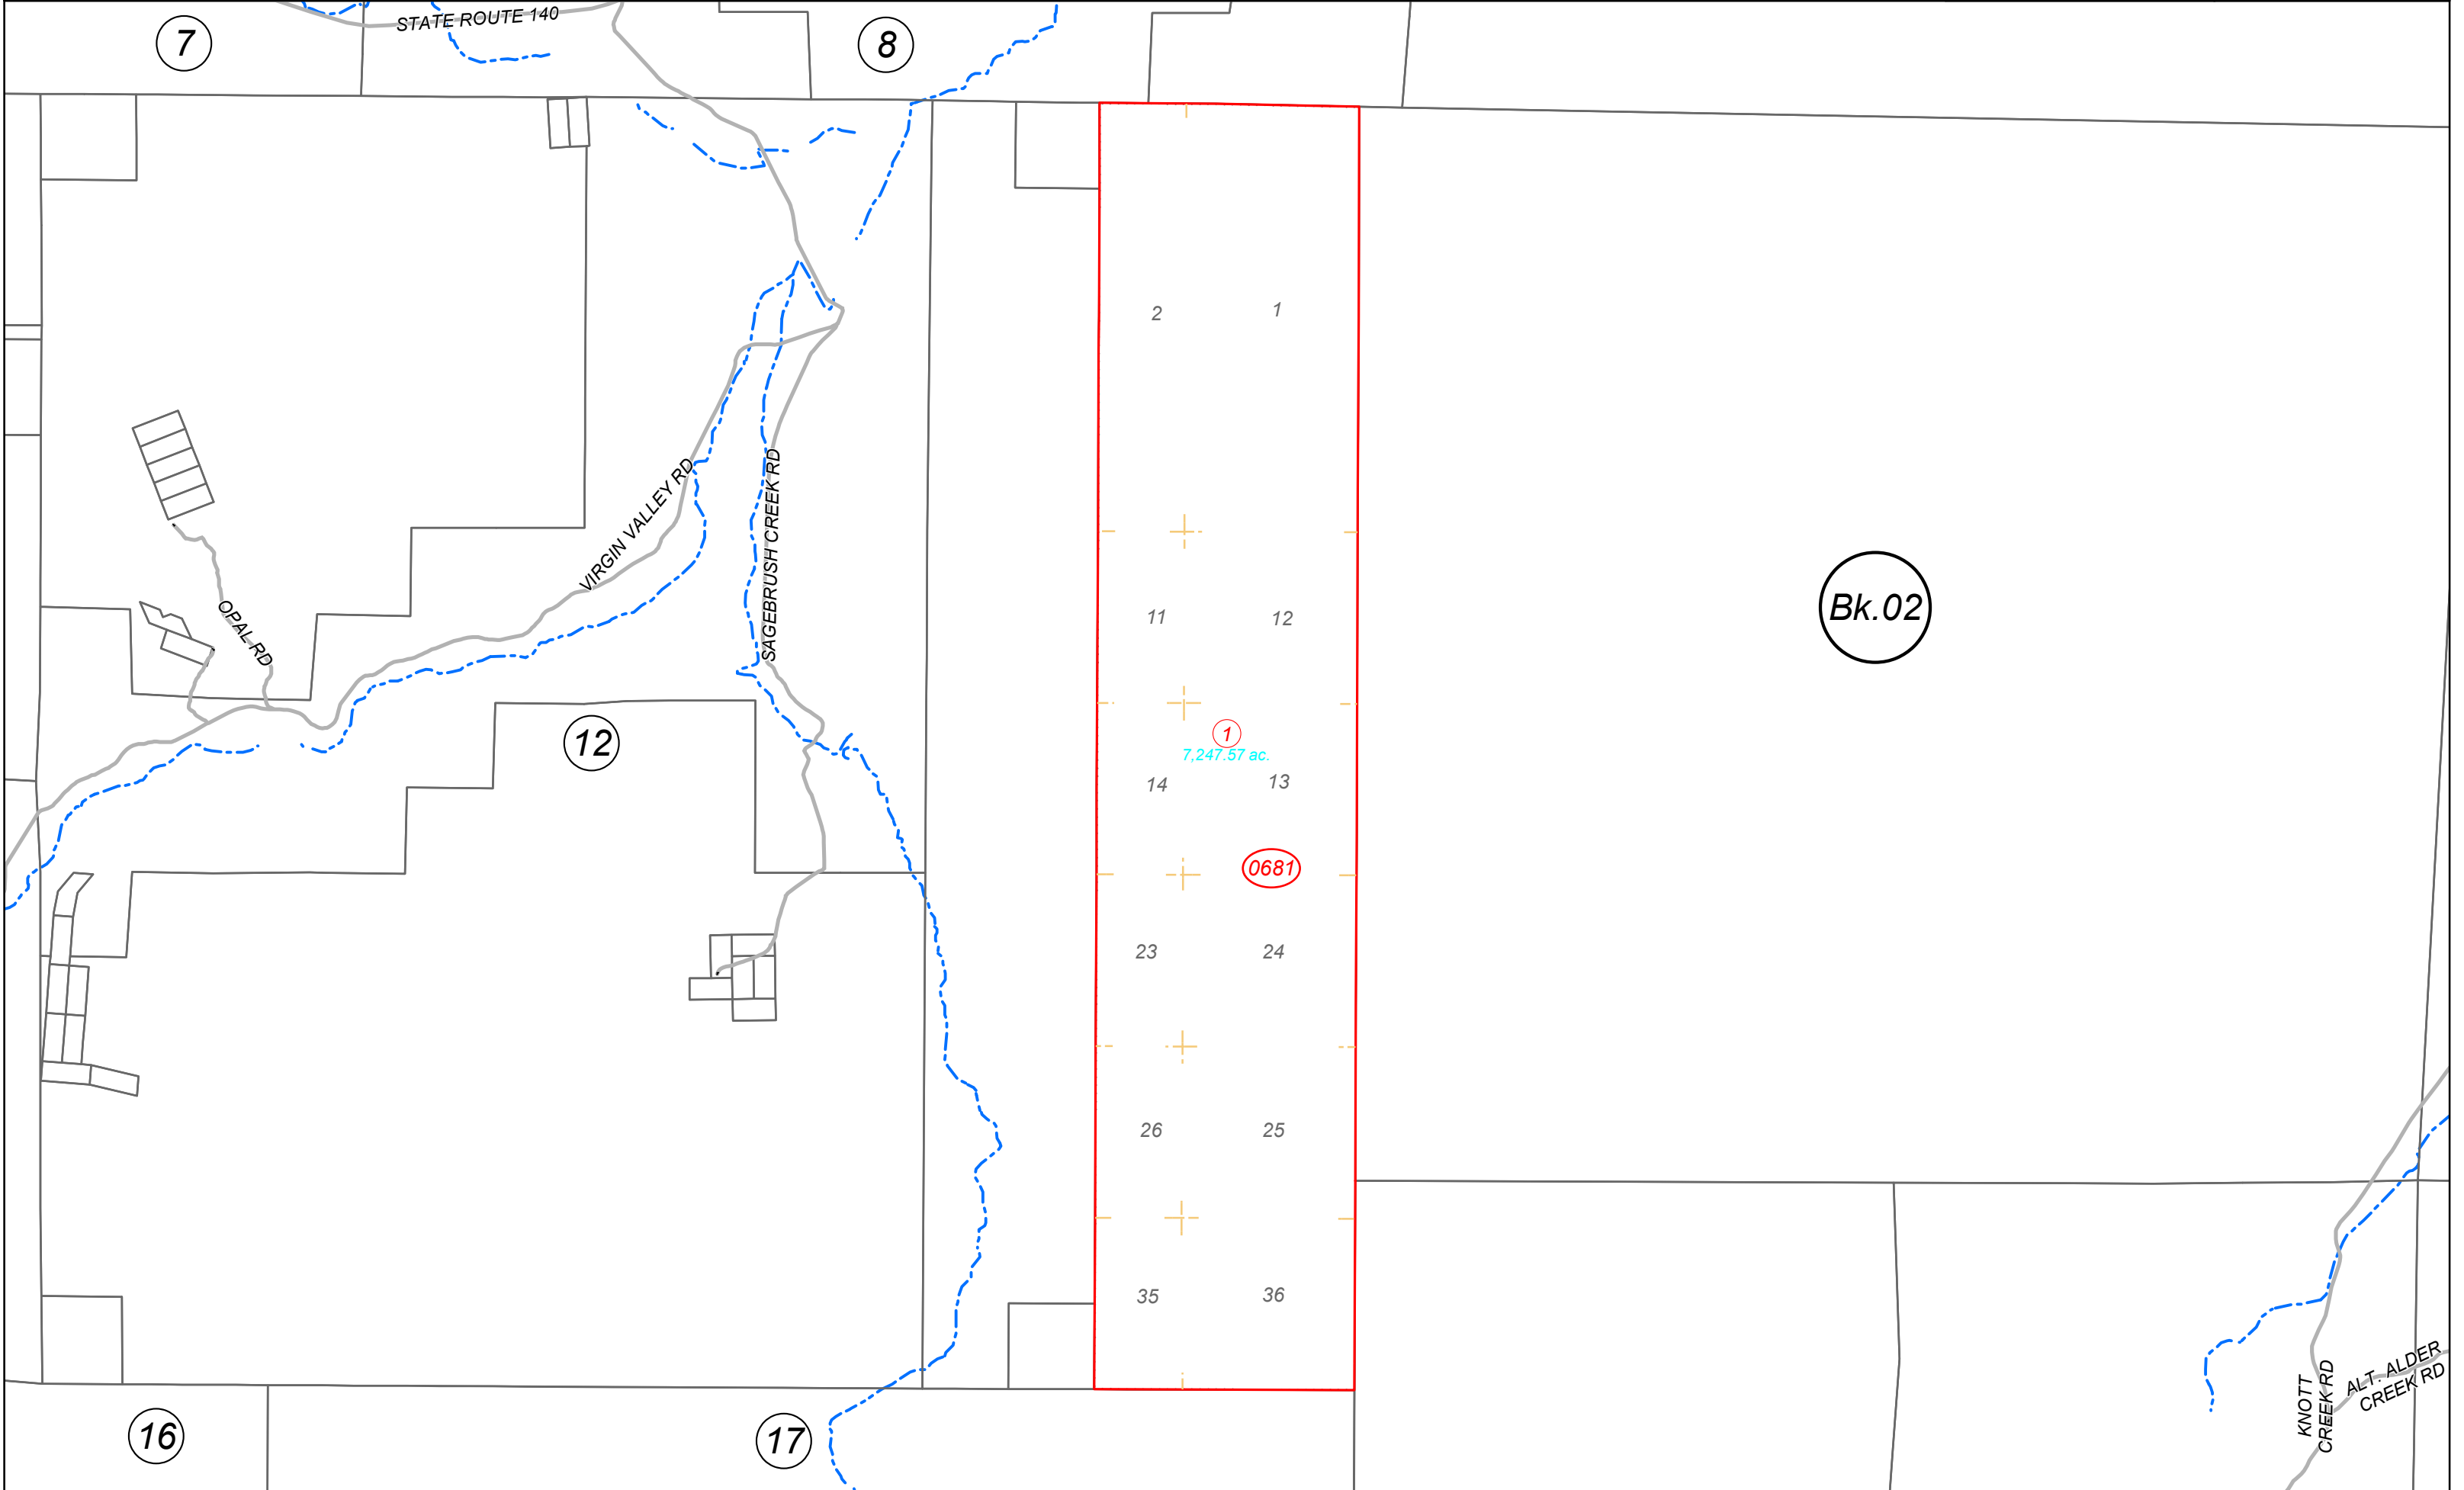 STATE ROUTE 140
7
8
2
1
VIRGIN VALLEY RD
SAGEBRUSH CREEK RD
OPAL RD
Bk.02
11
12
12
1
7,247.57 ac.
14
13
0681
23
24
26
25
35
36
KNOTT
CREEK RD
ALT. ALDER
CREEK RD
16
17